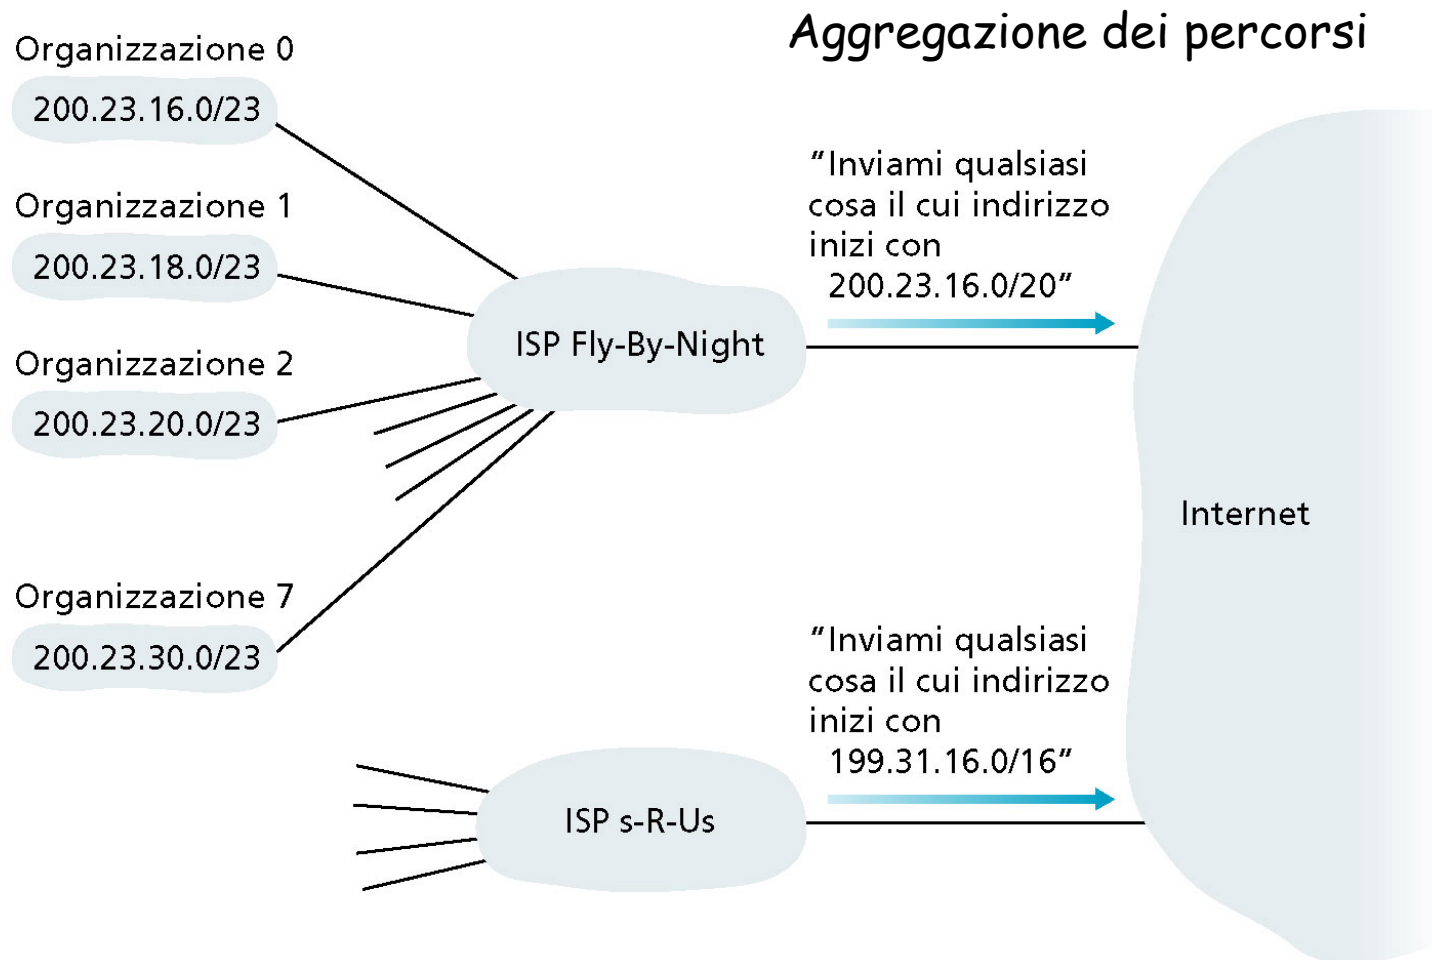 Aggregazione dei percorsi
Organizzazione 0
200.23.16.0/23
Organizzazione 1
200.23.18.0/23
Organizzazione 2
200.23.20.0/23
Organizzazione 7
200.23.30.0/23
ISP Fly-By-Night
"Inviami qualsiasi
cosa il cui indirizzo
inizi con
200.23.16.0/20"
Internet
ISP s-R-Us
"Inviami qualsiasi
cosa il cui indirizzo
inizi con
199.31.16.0/16"